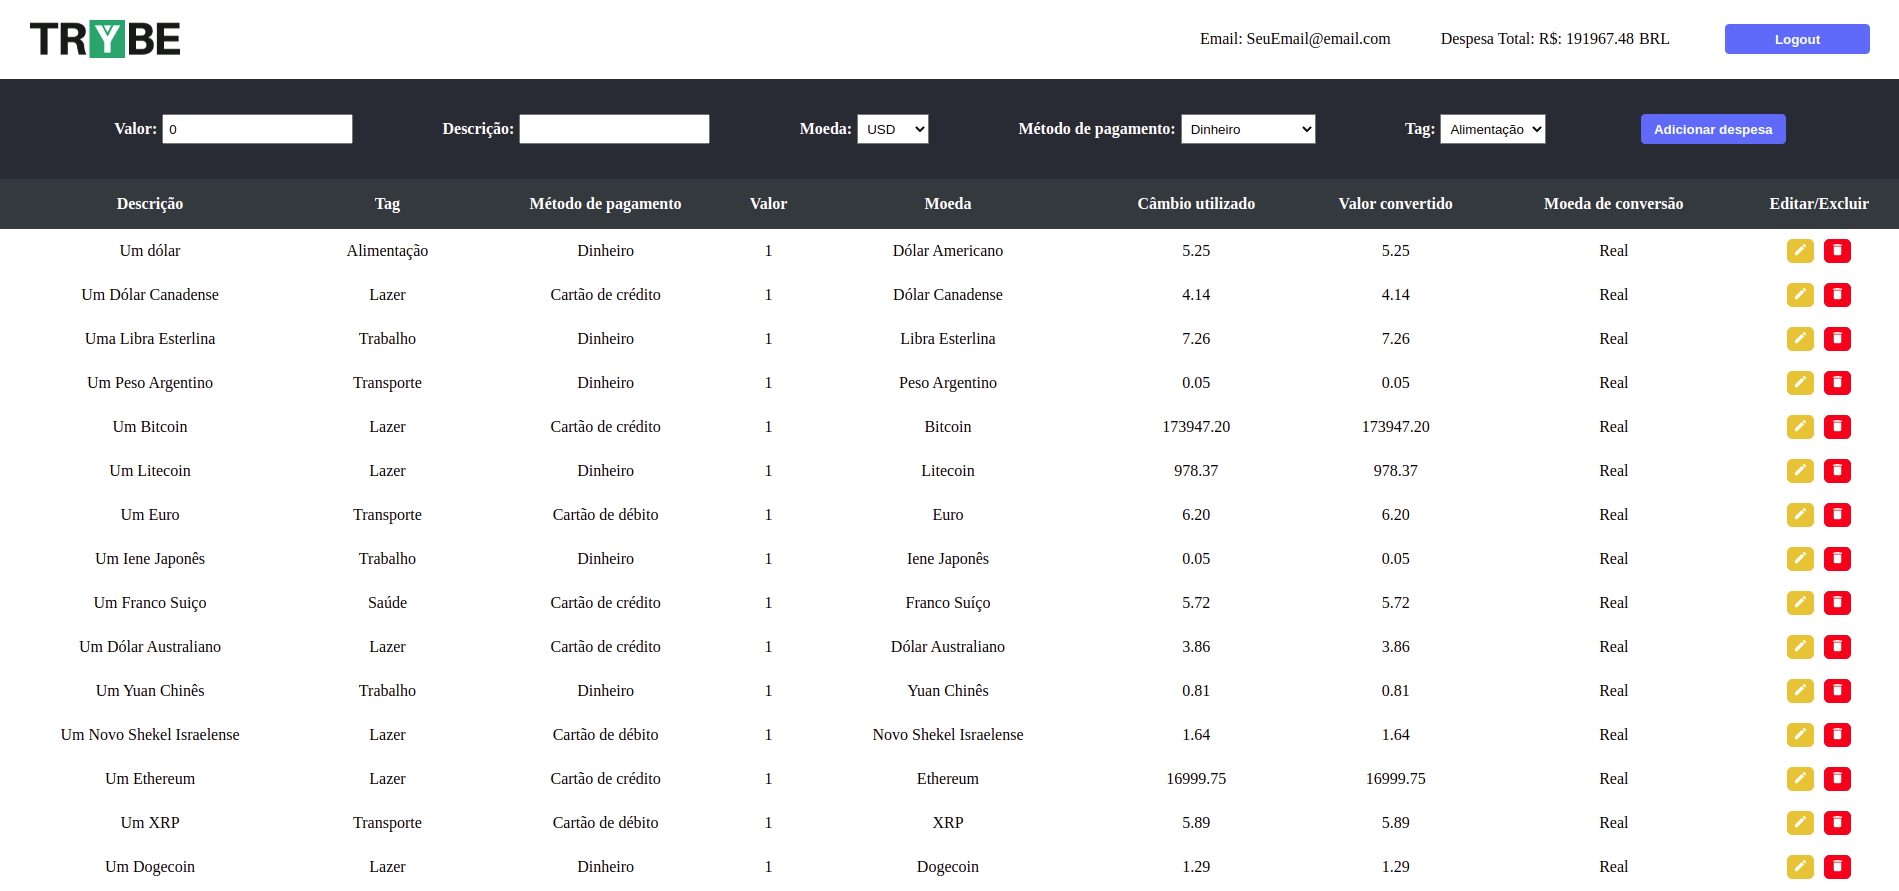 TRYBE Email: SeuEmail@email.com Despesa Total: R$: 191967.48 BRL Logout
Valor: 0 Descrição: Moeda: USD Método de pagamento: Dinheiro Tag: Alimentação Adicionar despesa
Descrição Tag Método de pagamento Valor Moeda Câmbio utilizado Valor convertido Moeda de conversão Editar/Excluir
Um dólar Alimentação Dinheiro 1 Dólar Americano 5.25 5.25 Real
Um Dólar Canadense Lazer Cartão de crédito 1 Dólar Canadense 4.14 4.14 Real
Uma Libra Esterlina Trabalho Dinheiro 1 Libra Esterlina 7.26 7.26 Real
Um Peso Argentino Transporte Dinheiro 1 Peso Argentino 0.05 0.05 Real
Um Bitcoin Lazer Cartão de crédito 1 Bitcoin 173947.20 173947.20 Real
Um Litecoin Lazer Dinheiro 1 Litecoin 978.37 978.37 Real
Um Euro Transporte Cartão de débito 1 Euro 6.20 6.20 Real
Um Iene Japonês Trabalho Dinheiro 1 Iene Japonês 0.05 0.05 Real
Um Franco Suiço Saúde Cartão de crédito 1 Franco Suíço 5.72 5.72 Real
Um Dólar Australiano Lazer Cartão de crédito 1 Dólar Australiano 3.86 3.86 Real
Um Yuan Chinês Trabalho Dinheiro 1 Yuan Chinês 0.81 0.81 Real
Um Novo Shekel Israelense Lazer Cartão de débito 1 Novo Shekel Israelense 1.64 1.64 Real
Um Ethereum Lazer Cartão de crédito 1 Ethereum 16999.75 16999.75 Real
Um XRP Transporte Cartão de débito 1 XRP 5.89 5.89 Real
Um Dogecoin Lazer Dinheiro 1 Dogecoin 1.29 1.29 Real